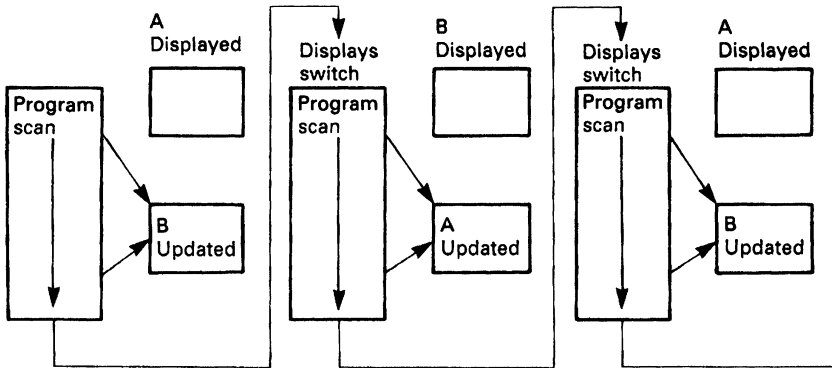 A
Displayed
Program
scan
B
Updated
Displays
switch
B
Displayed
Program
scan
A
Updated
Displays
switch
A
Displayed
Program
scan
B
Updated